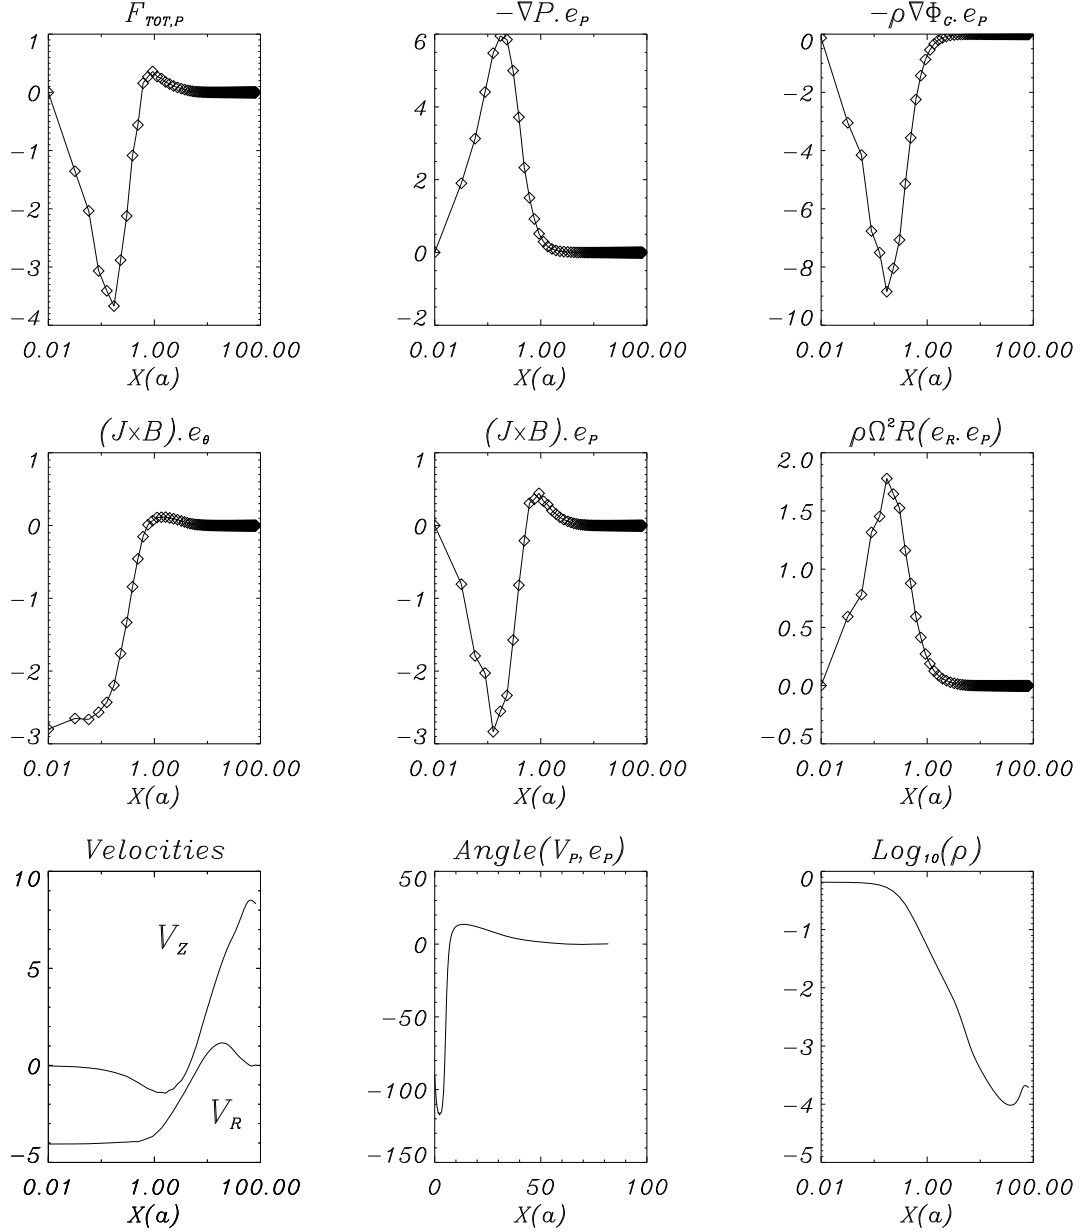 F_TOT,P
1
0
−1
−2
−3
−4
0.01 1.00 100.00
X(a)
−∇P.e_P
6
4
2
0
−2
0.01 1.00 100.00
X(a)
−ρ∇Φ_G.e_P
0
−2
−4
−6
−8
−10
0.01 1.00 100.00
X(a)
(J×B).e_θ
1
0
−1
−2
−3
0.01 1.00 100.00
X(a)
(J×B).e_P
1
0
−1
−2
−3
0.01 1.00 100.00
X(a)
ρΩ²R(e_R.e_P)
2.0
1.5
1.0
0.5
0.0
−0.5
0.01 1.00 100.00
X(a)
Velocities
10
5
0
−5
V_Z
V_R
0.01 1.00 100.00
X(a)
Angle(V_P,e_P)
50
0
−50
−100
−150
0 50 100
X(a)
Log₁₀(ρ)
0
−1
−2
−3
−4
−5
0.01 1.00 100.00
X(a)